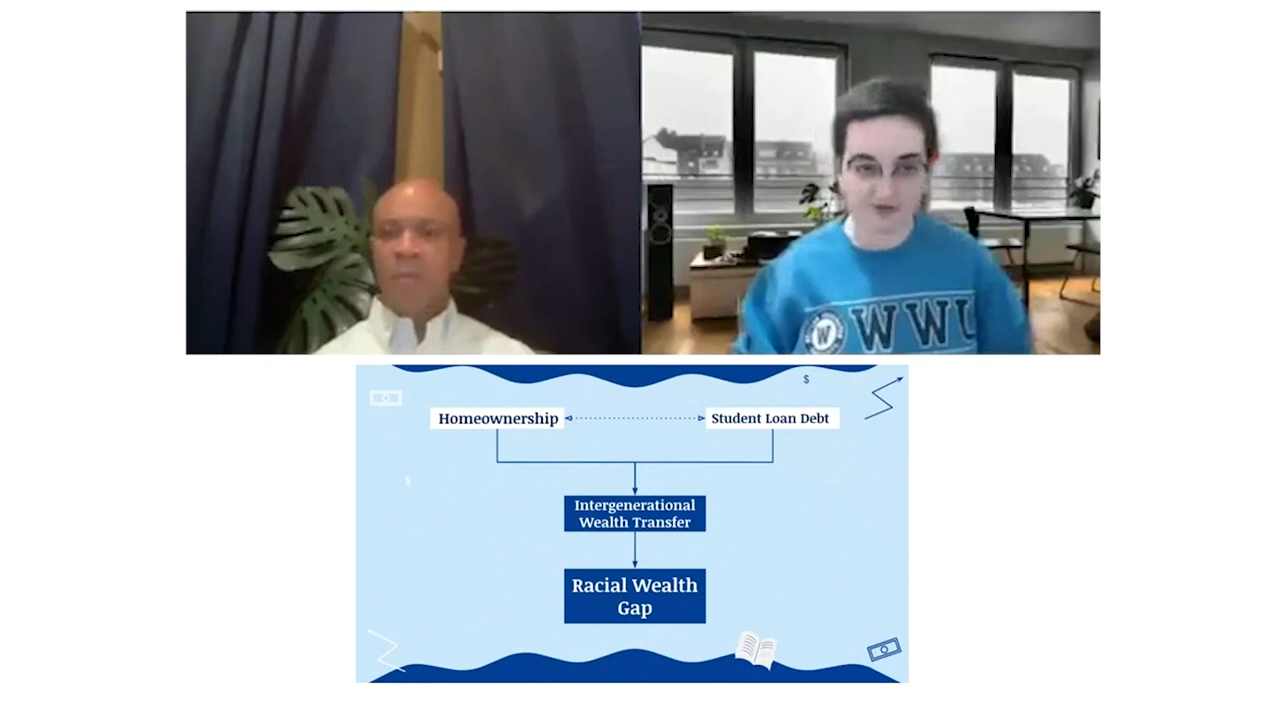 W
WWU
$
Homeownership
Student Loan Debt
$
Intergenerational
Wealth Transfer
Racial Wealth
Gap